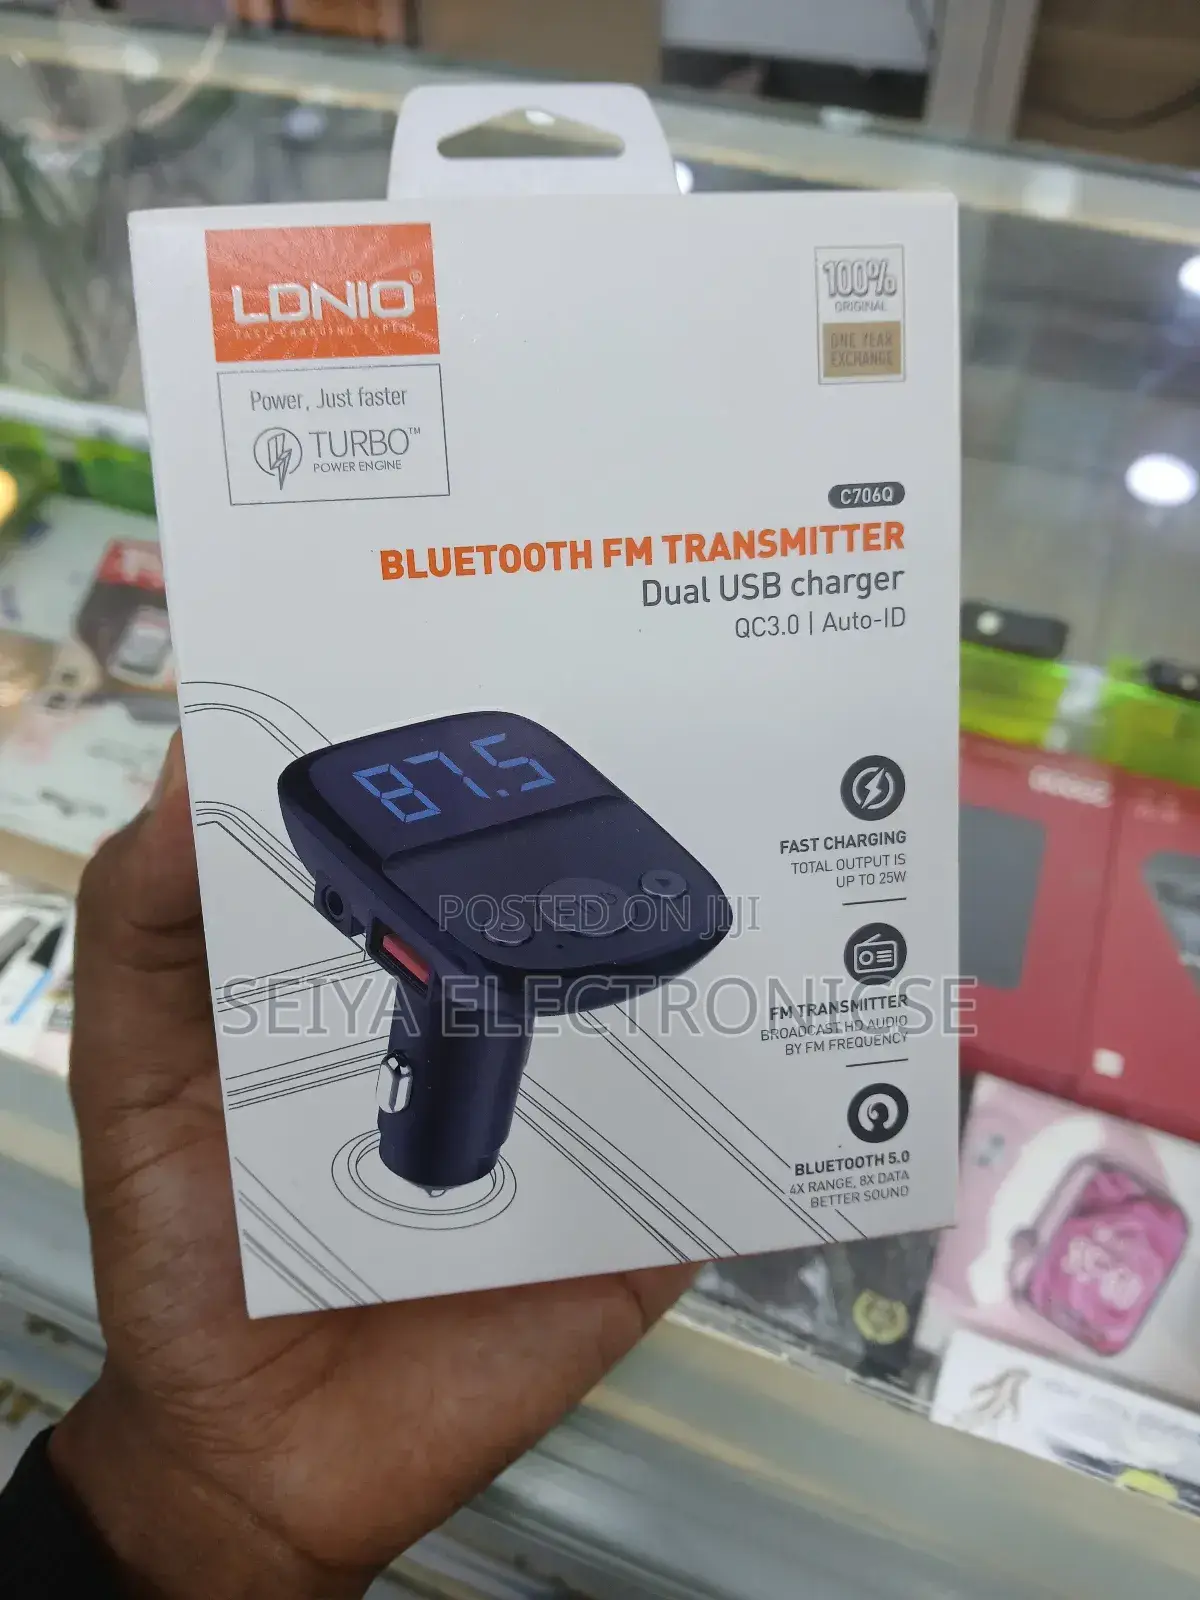 LDNIO®
FAST CHARGING EXPERT
Power, Just faster
TURBO™
POWER ENGINE
100%
ORIGINAL
ONE YEAR
EXCHANGE
C706Q
BLUETOOTH FM TRANSMITTER
Dual USB charger
QC3.0 | Auto-ID
87.5
FAST CHARGING
TOTAL OUTPUT IS
UP TO 25W
POSTED ON JIJI
SEIYA ELECTRONICSE
FM TRANSMITTER
BROADCAST HD AUDIO
BY FM FREQUENCY
BLUETOOTH 5.0
4X RANGE, 8X DATA
BETTER SOUND